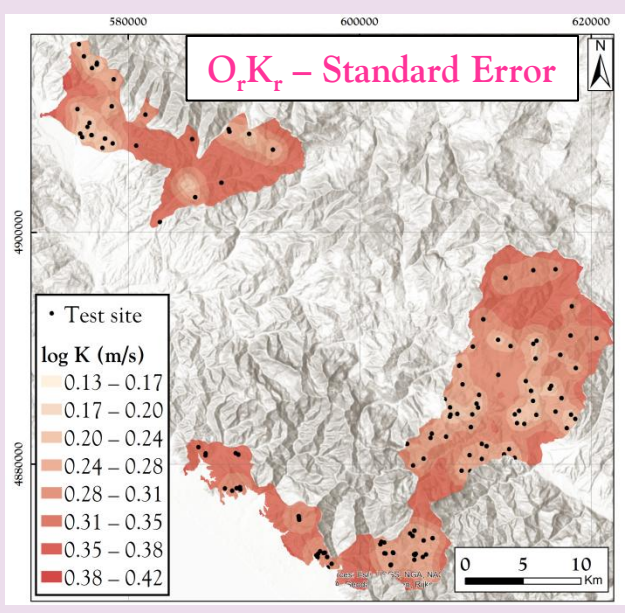 580000 600000 620000
OᵣKᵣ – Standard Error
N
4900000
• Test site
log K (m/s)
0.13 – 0.17
0.17 – 0.20
0.20 – 0.24
0.24 – 0.28
0.28 – 0.31
0.31 – 0.35
0.35 – 0.38
0.38 – 0.42
4880000
0 5 10
Km
NGA, NA